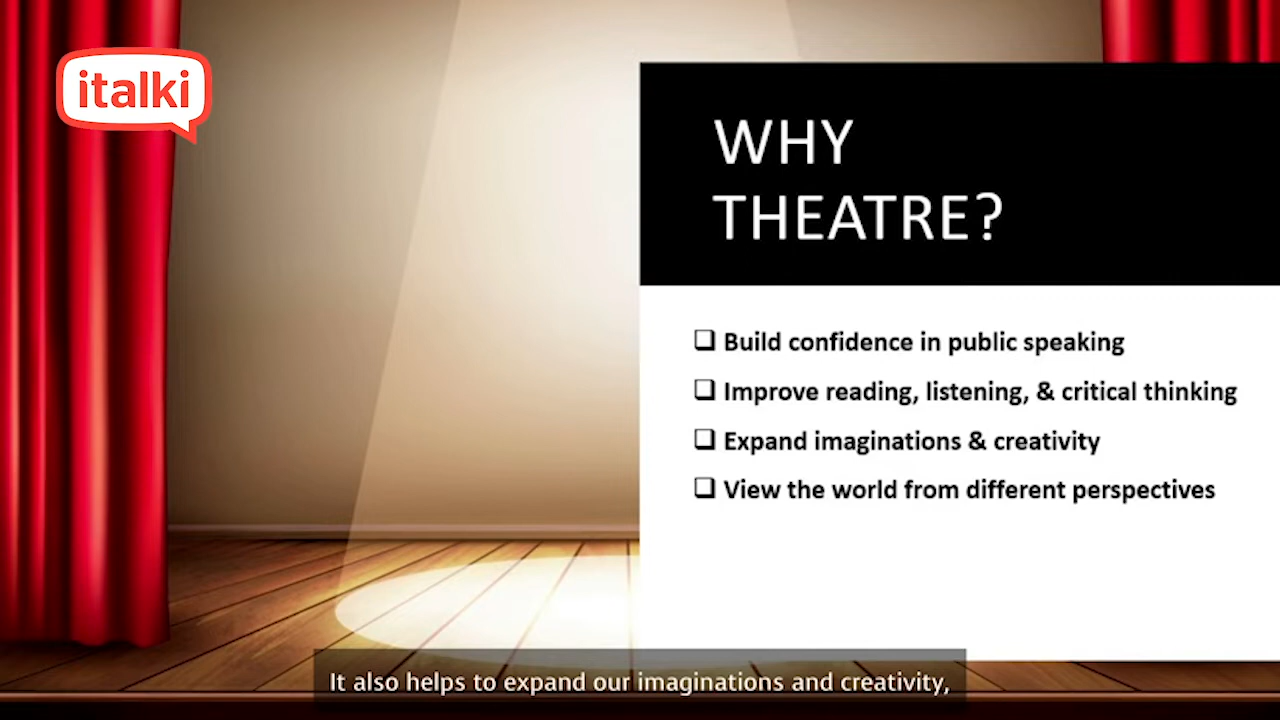 italki
WHY
THEATRE?
Build confidence in public speaking
Improve reading, listening, & critical thinking
Expand imaginations & creativity
View the world from different perspectives
It also helps to expand our imaginations and creativity,